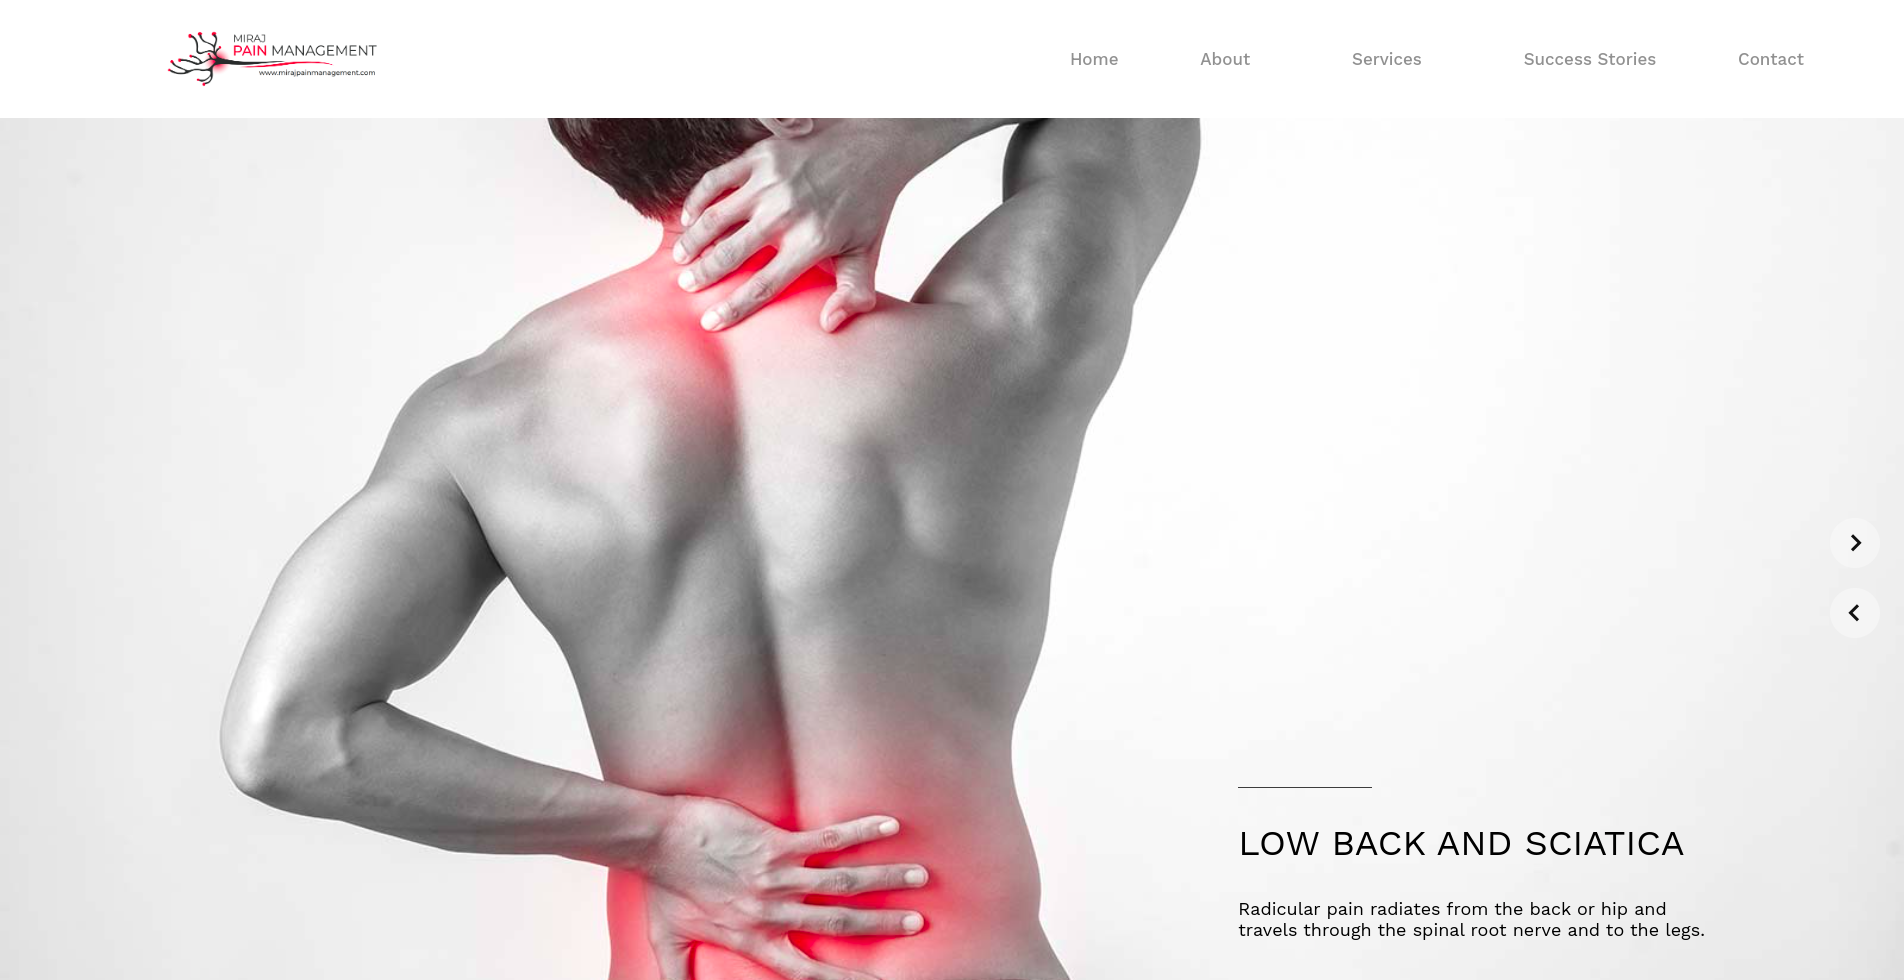 MIRAJ
PAIN MANAGEMENT
www.mirajpainmanagement.com
Home
About
Services
Success Stories
Contact
LOW BACK AND SCIATICA
Radicular pain radiates from the back or hip and
travels through the spinal root nerve and to the legs.